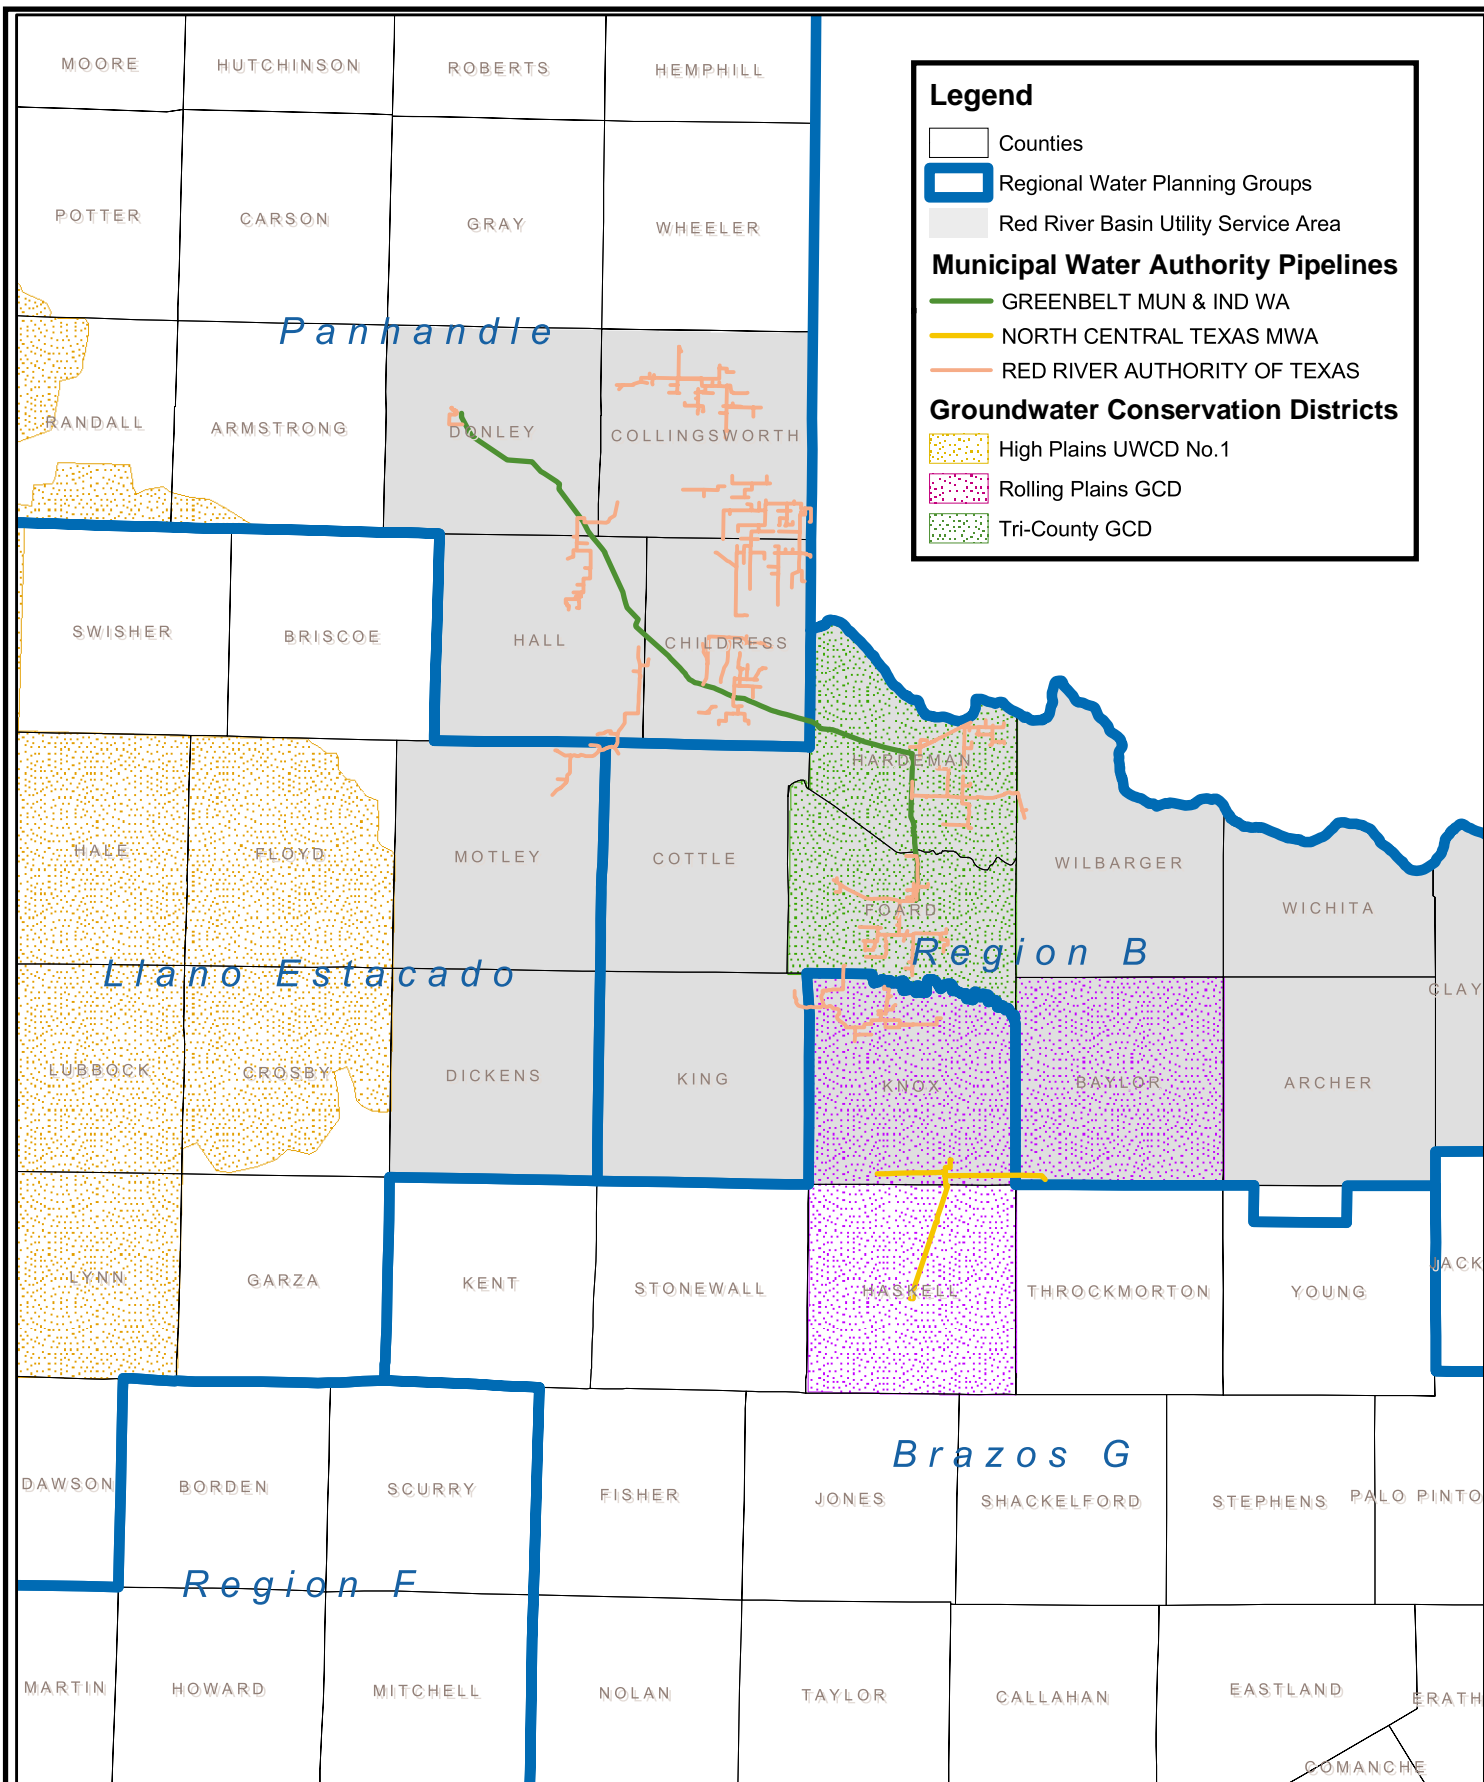 MOORE HUTCHINSON ROBERTS HEMPHILL
Legend
Counties
Regional Water Planning Groups
Red River Basin Utility Service Area
Municipal Water Authority Pipelines
GREENBELT MUN & IND WA
NORTH CENTRAL TEXAS MWA
RED RIVER AUTHORITY OF TEXAS
Groundwater Conservation Districts
High Plains UWCD No.1
Rolling Plains GCD
Tri-County GCD
POTTER CARSON GRAY WHEELER
Panhandle
RANDALL ARMSTRONG DONLEY COLLINGSWORTH
SWISHER BRISCOE HALL CHILDRESS
HARDEMAN
HALE FLOYD MOTLEY COTTLE WILBARGER
FOARD WICHITA
Llano Estacado Region B
CLAY
LUBBOCK CROSBY DICKENS KING KNOX BAYLOR ARCHER
LYNN GARZA KENT STONEWALL HASKELL THROCKMORTON YOUNG JACK
Brazos G
DAWSON BORDEN SCURRY FISHER JONES SHACKELFORD STEPHENS PALO PINTO
Region F
MARTIN HOWARD MITCHELL NOLAN TAYLOR CALLAHAN EASTLAND ERATH
COMANCHE